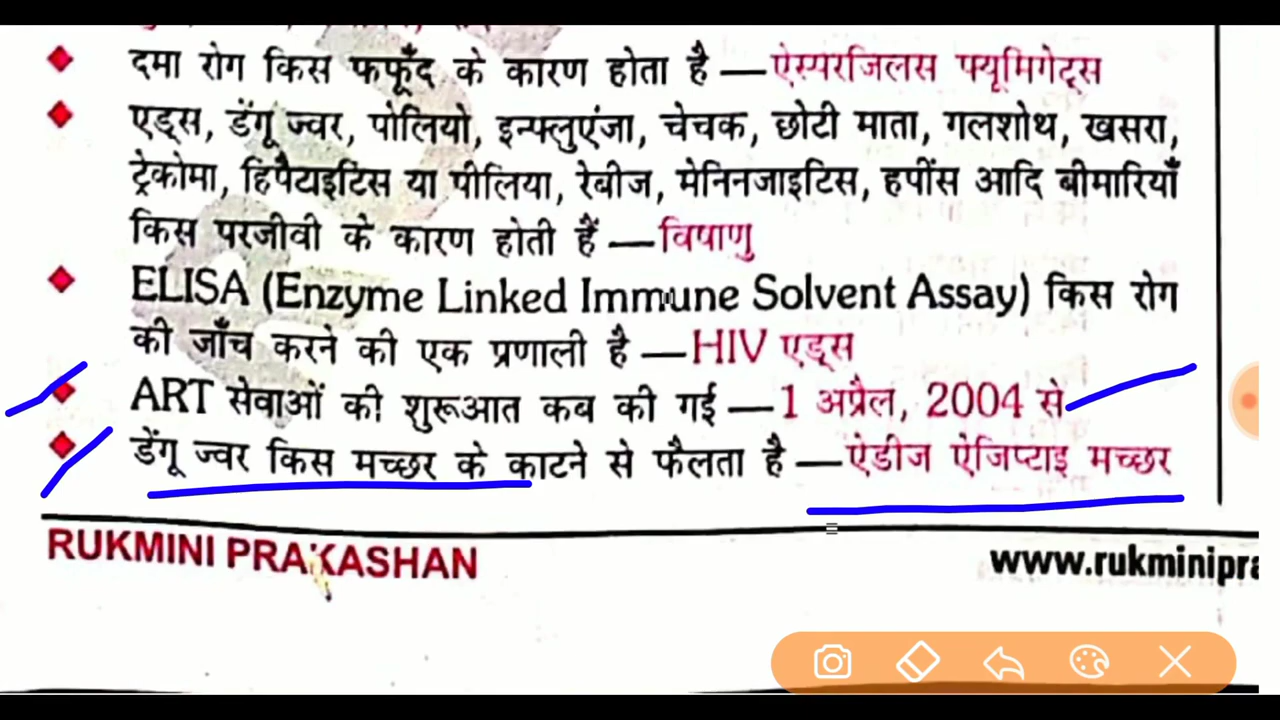 दमा रोग किस फफूँद के कारण होता है —ऐस्परजिलस फ्यूमिगेट्स
एड्स, डेंगू ज्वर, पोलियो, इन्फ्लुएंजा, चेचक, छोटी माता, गलशोथ, खसरा,
ट्रेकोमा, हिपैटाइटिस या पीलिया, रेबीज, मेनिनजाइटिस, हर्पीस आदि बीमारियाँ
किस परजीवी के कारण होती हैं —विषाणु
ELISA (Enzyme Linked Immune Solvent Assay) किस रोग
की जाँच करने की एक प्रणाली है —HIV एड्स
ART सेवाओं की शुरूआत कब की गई —1 अप्रैल, 2004 से
डेंगू ज्वर किस मच्छर के काटने से फैलता है —ऐडीज ऐजिप्टाइ मच्छर
RUKMINI PRAKASHAN www.rukminipra